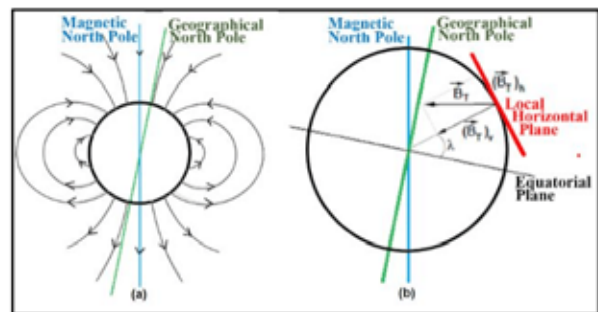 Magnetic
North Pole
Geographical
North Pole
(a)
Magnetic
North Pole
Geographical
North Pole
B_T
(B_T)_h
Local
Horizontal
Plane
(B_T)_v
λ
Equatorial
Plane
(b)